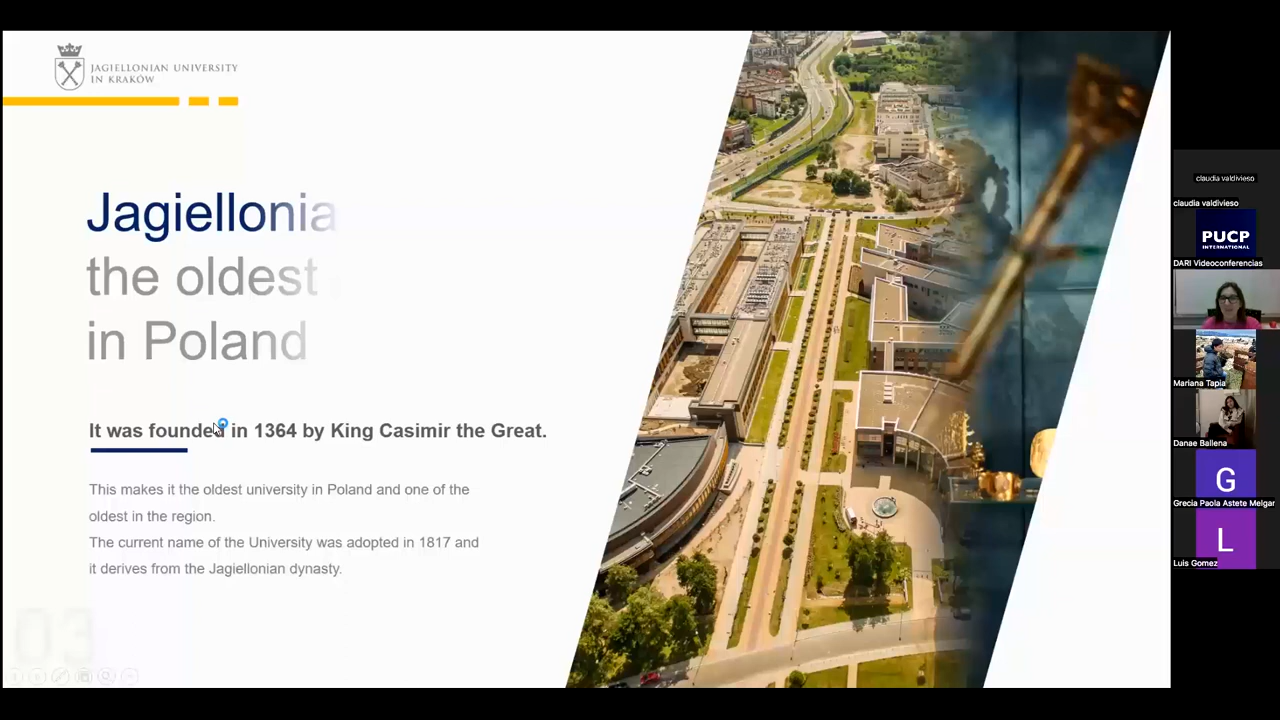 JAGIELLONIAN UNIVERSITY
IN KRAKÓW
Jagiellonia
the oldest
in Poland
It was founded in 1364 by King Casimir the Great.
This makes it the oldest university in Poland and one of the
oldest in the region.
The current name of the University was adopted in 1817 and
it derives from the Jagiellonian dynasty.
03
claudia valdivieso
claudia valdivieso
PUCP
INTERNATIONAL
DARI Videoconferencias
Mariana Tapia
Danae Ballena
G
Grecia Paola Astete Melgar
L
Luis Gomez